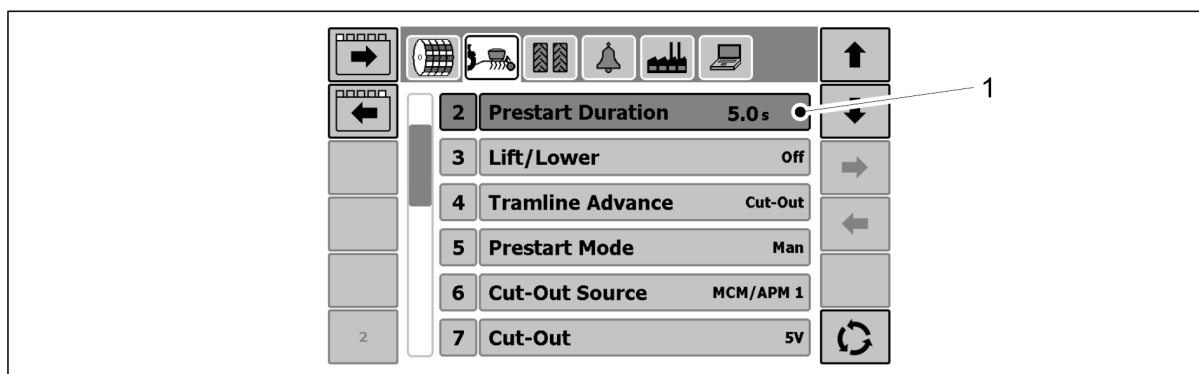 1
2 Prestart Duration 5.0 s
3 Lift/Lower Off
4 Tramline Advance Cut-Out
5 Prestart Mode Man
6 Cut-Out Source MCM/APM 1
2 7 Cut-Out 5V